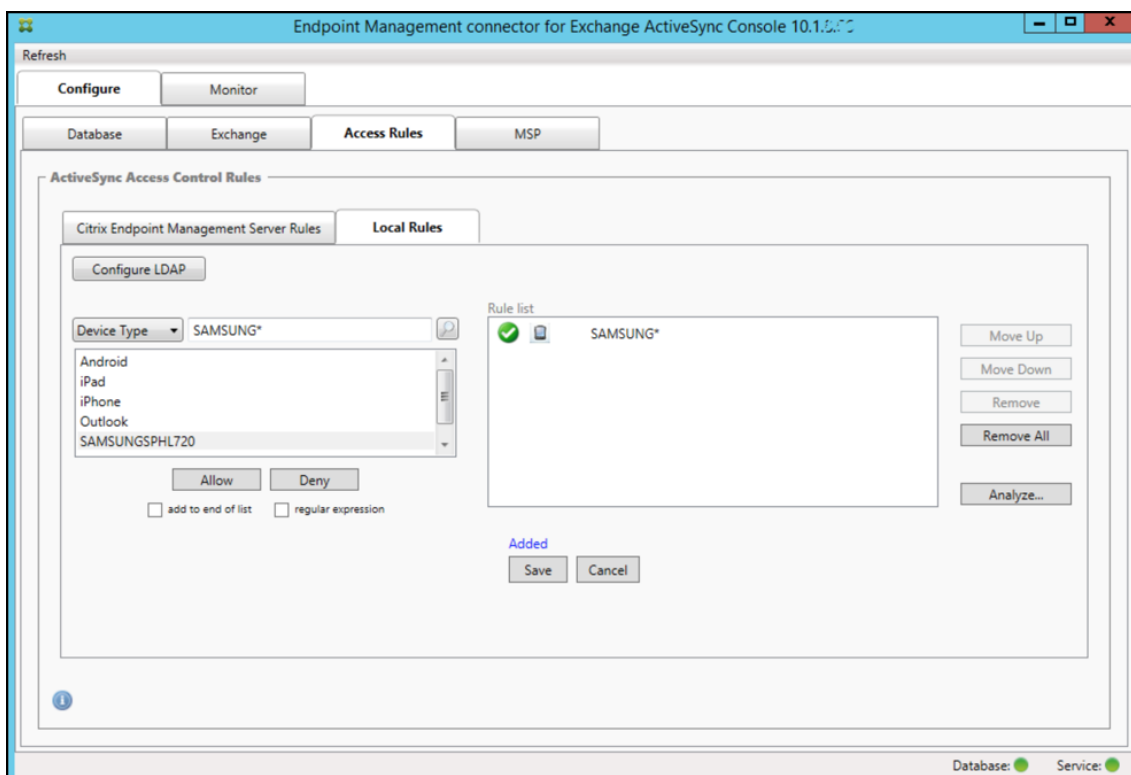 Endpoint Management connector for Exchange ActiveSync Console 10.1.
Refresh
Configure Monitor
Database Exchange Access Rules MSP
ActiveSync Access Control Rules
Citrix Endpoint Management Server Rules Local Rules
Configure LDAP
Rule list
Device Type SAMSUNG* SAMSUNG* Move Up
Android
iPad Move Down
iPhone Remove
Outlook
SAMSUNGSPHL720 Remove All
Allow Deny
Analyze...
add to end of list regular expression
Added
Save Cancel
Database: Service: